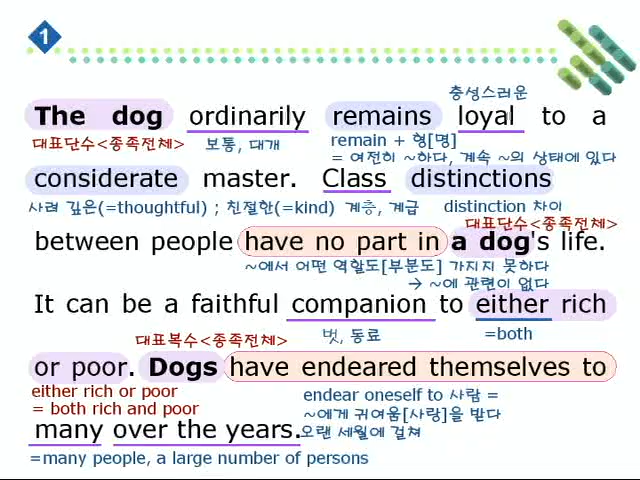 1
충성스러운
The dog ordinarily remains loyal to a
대표단수<종족전체> 보통, 대개 remain + 형[명]
= 여전히 ~하다, 계속 ~의 상태에 있다
considerate master. Class distinctions
사려 깊은(=thoughtful) ; 친절한(=kind) 계층, 계급 distinction 차이
대표단수<종족전체>
between people have no part in a dog's life.
~에서 어떤 역할도[부분도] 가지지 못하다
→ ~에 관련이 없다
It can be a faithful companion to either rich
대표복수<종족전체> 벗, 동료 =both
or poor. Dogs have endeared themselves to
either rich or poor endear oneself to 사람 =
= both rich and poor ~에게 귀여움[사랑]을 받다
many over the years. 오랜 세월에 걸쳐
=many people, a large number of persons